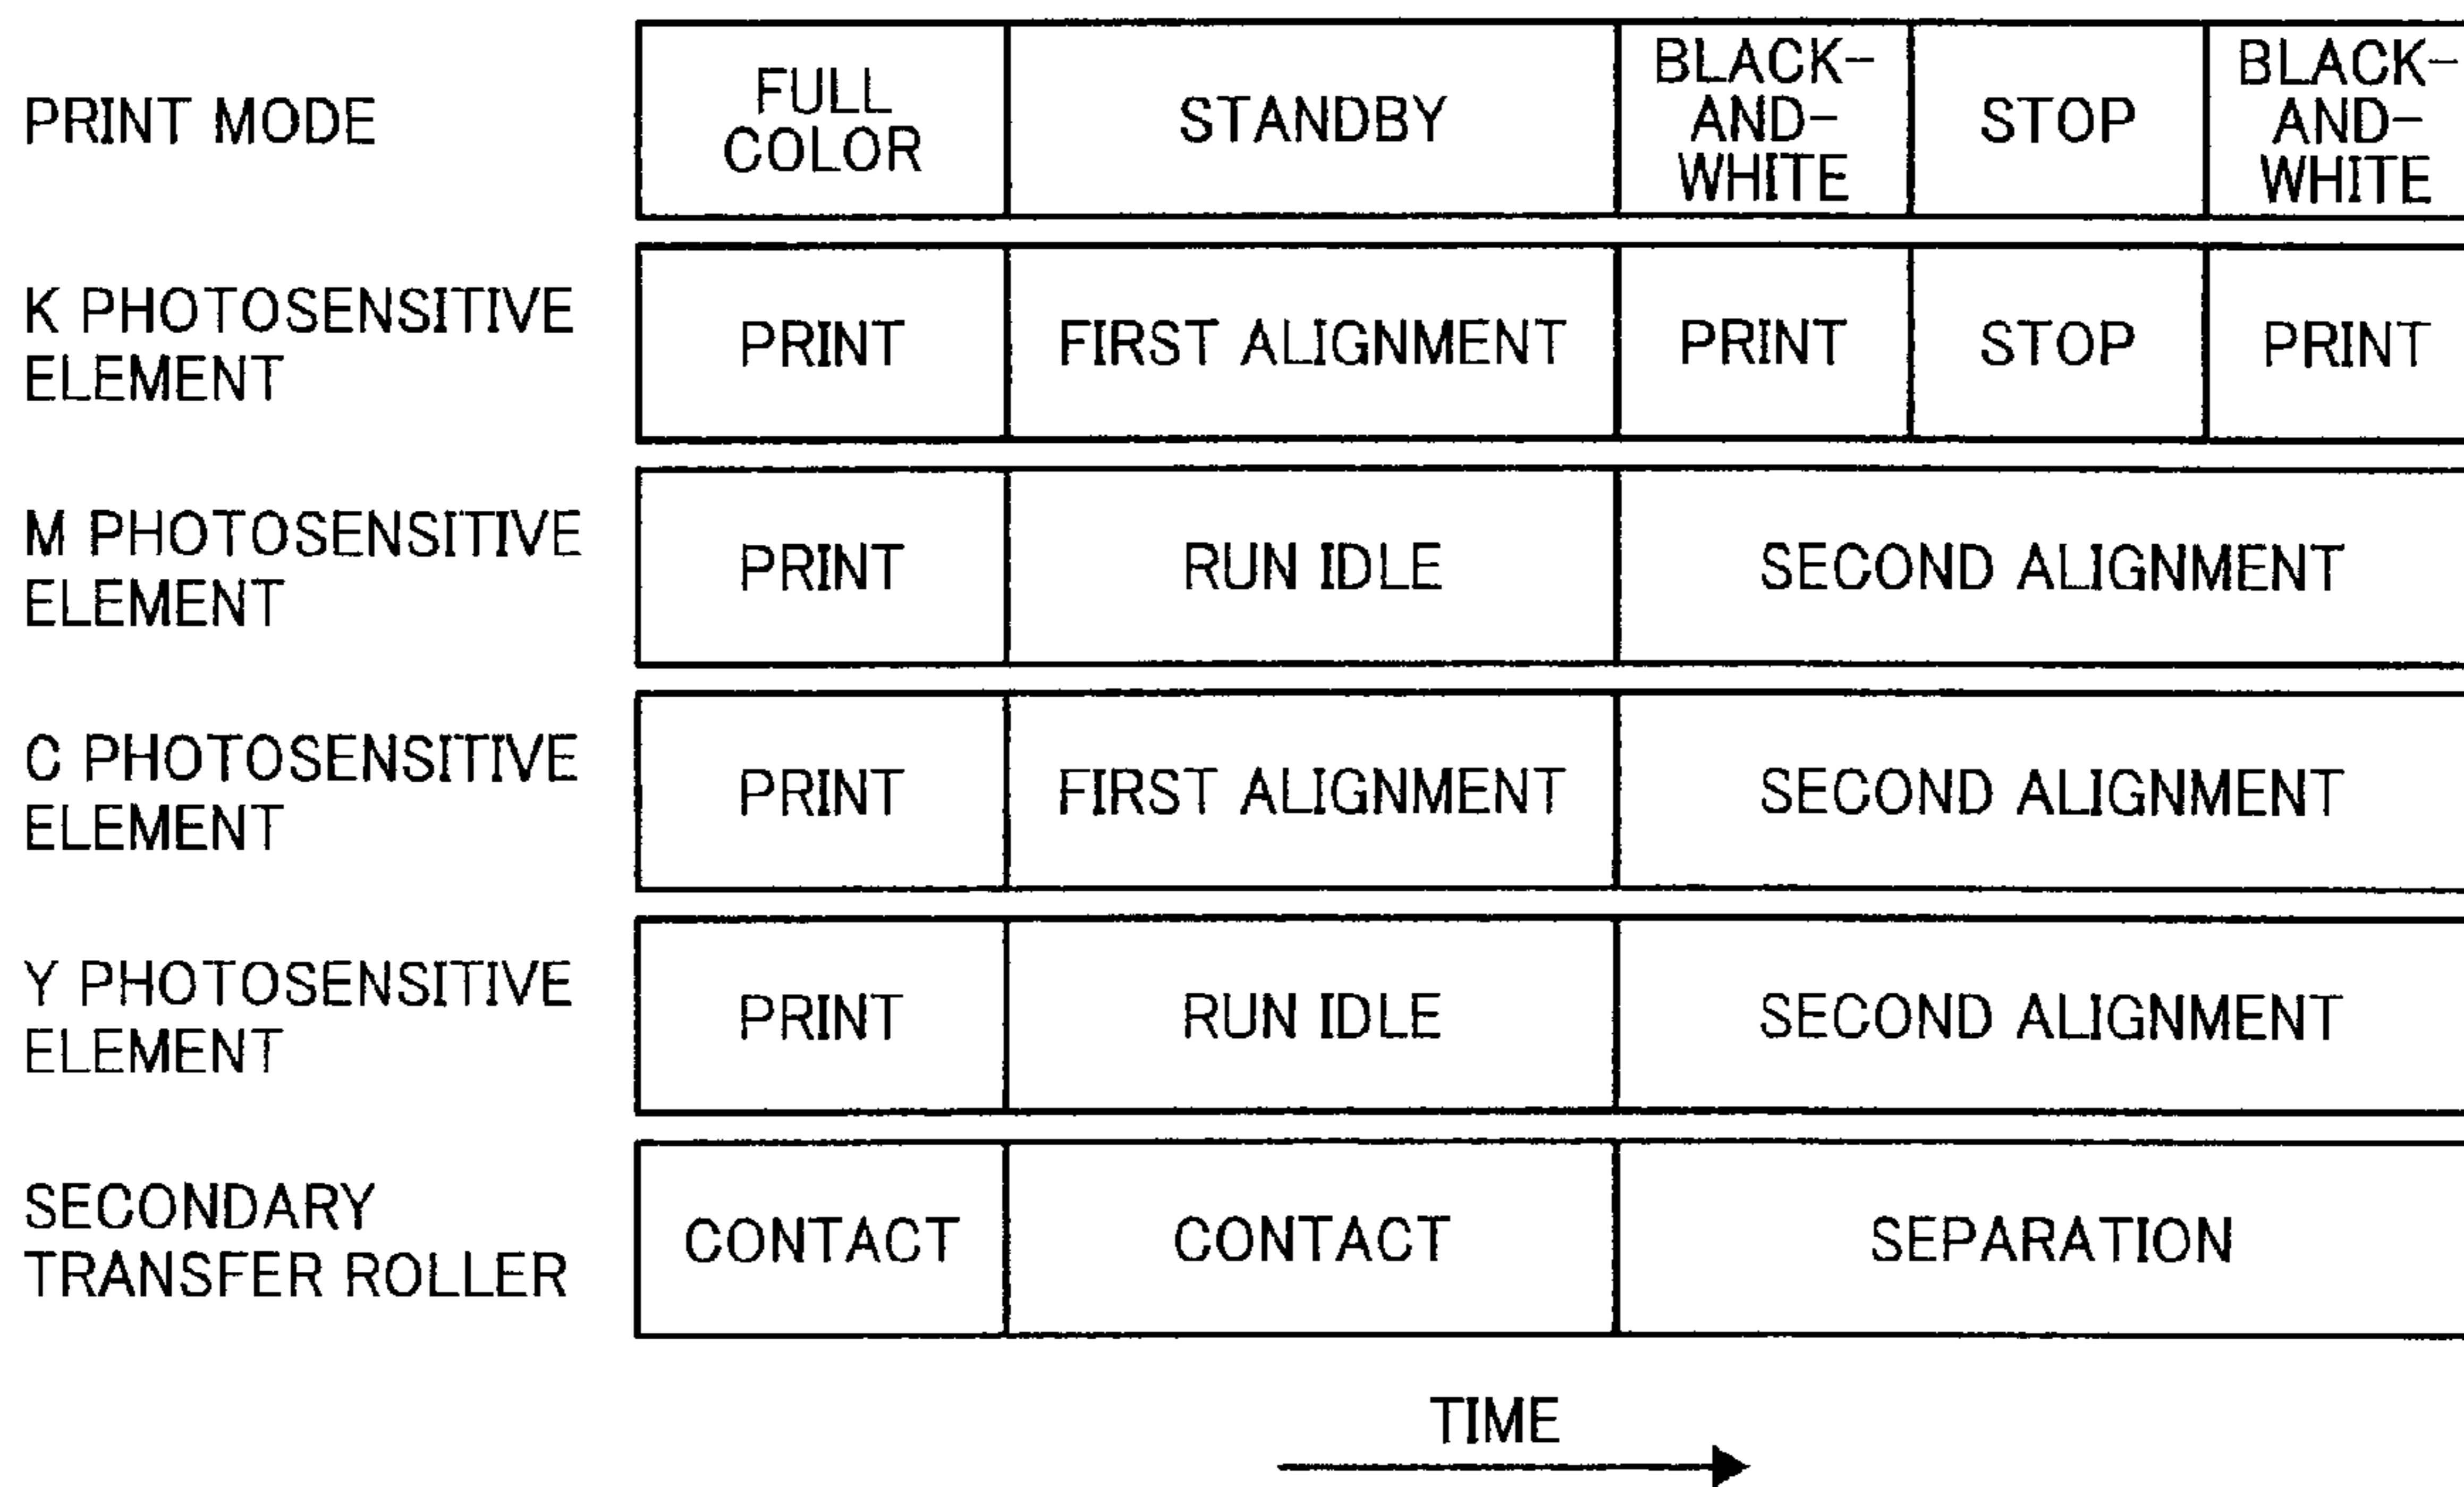 PRINT MODE
FULL
COLOR
STANDBY
BLACK-
AND-
WHITE
STOP
BLACK-
AND-
WHITE
K PHOTOSENSITIVE
ELEMENT
PRINT
FIRST ALIGNMENT
PRINT
STOP
PRINT
M PHOTOSENSITIVE
ELEMENT
PRINT
RUN IDLE
SECOND ALIGNMENT
C PHOTOSENSITIVE
ELEMENT
PRINT
FIRST ALIGNMENT
SECOND ALIGNMENT
Y PHOTOSENSITIVE
ELEMENT
PRINT
RUN IDLE
SECOND ALIGNMENT
SECONDARY
TRANSFER ROLLER
CONTACT
CONTACT
SEPARATION
TIME